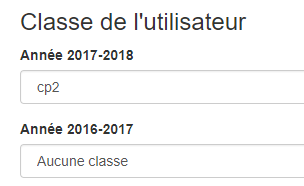 Classe de l'utilisateur
Année 2017-2018
cp2
Année 2016-2017
Aucune classe